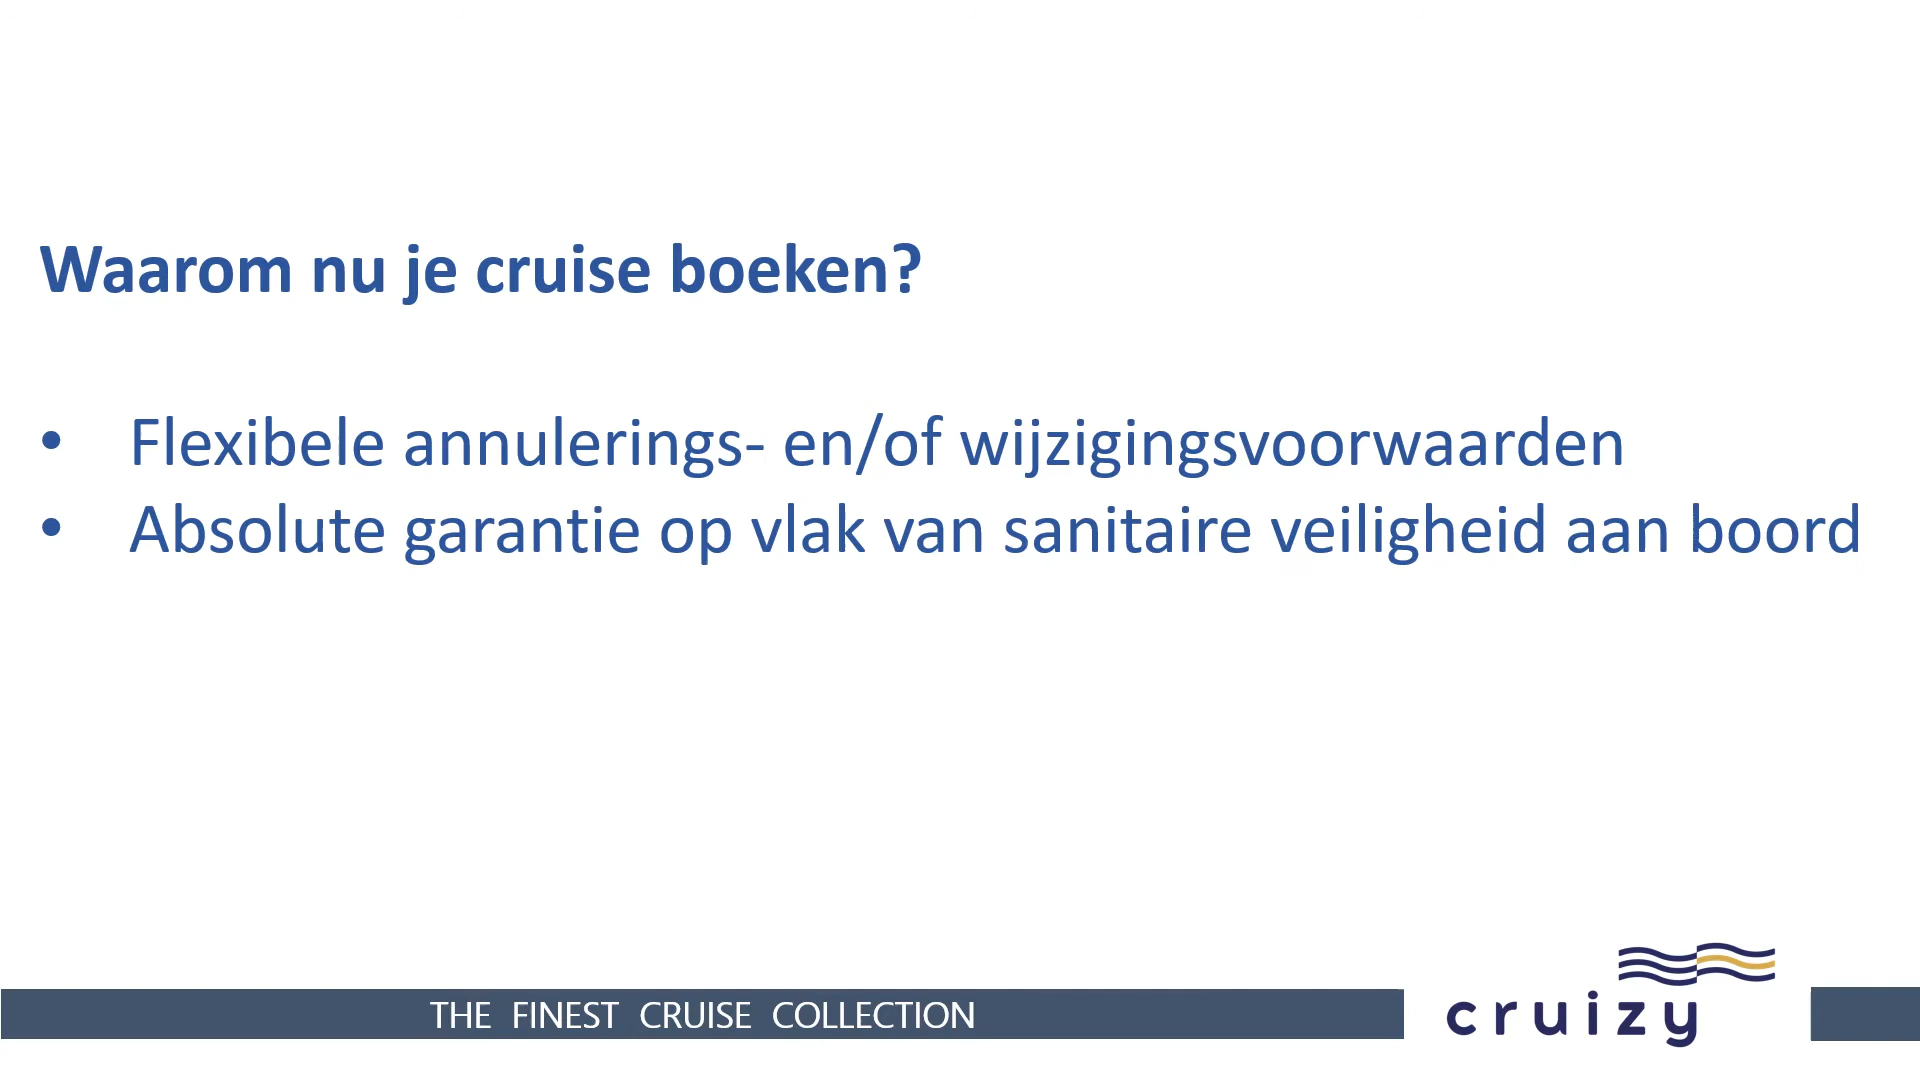 Waarom nu je cruise boeken?
• Flexibele annulerings- en/of wijzigingsvoorwaarden
• Absolute garantie op vlak van sanitaire veiligheid aan boord
THE FINEST CRUISE COLLECTION
cruizy